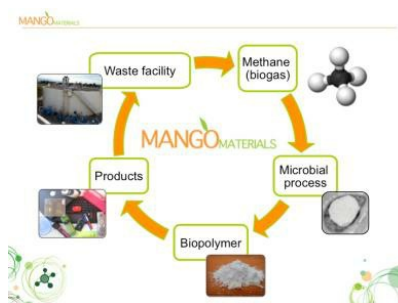 MANGO MATERIALS
Waste facility
Methane
(biogas)
MANGO MATERIALS
Products
Microbial
process
Biopolymer